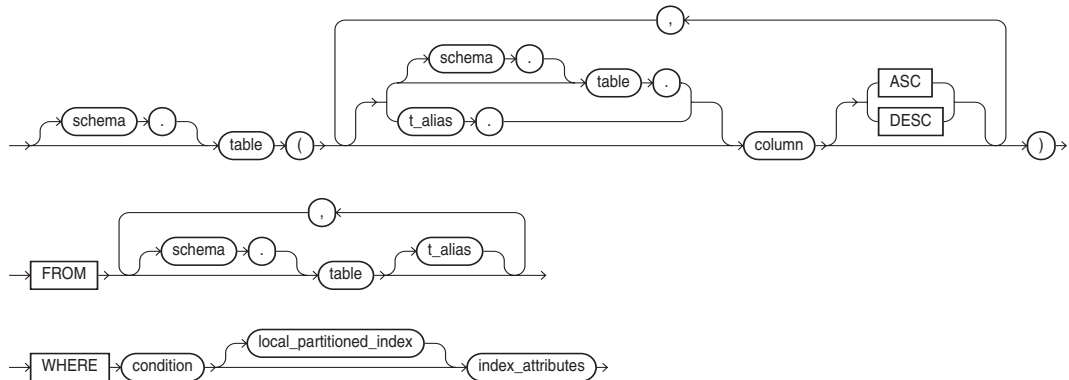 ,
schema . table .
ASC
schema . t_alias . DESC
table ( column )
,
schema . t_alias
FROM table
local_partitioned_index
WHERE condition index_attributes